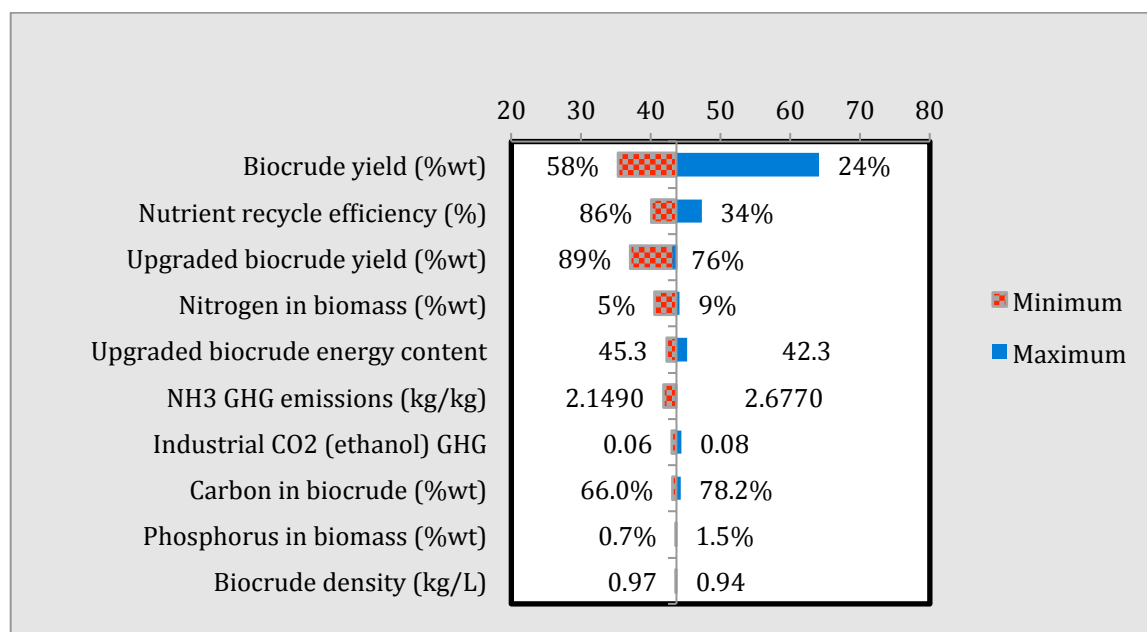 20 30 40 50 60 70 80
Biocrude yield (%wt) 58% 24%
Nutrient recycle efficiency (%) 86% 34%
Upgraded biocrude yield (%wt) 89% 76%
Nitrogen in biomass (%wt) 5% 9%
Upgraded biocrude energy content 45.3 42.3
NH3 GHG emissions (kg/kg) 2.1490 2.6770
Industrial CO2 (ethanol) GHG 0.06 0.08
Carbon in biocrude (%wt) 66.0% 78.2%
Phosphorus in biomass (%wt) 0.7% 1.5%
Biocrude density (kg/L) 0.97 0.94
Minimum
Maximum